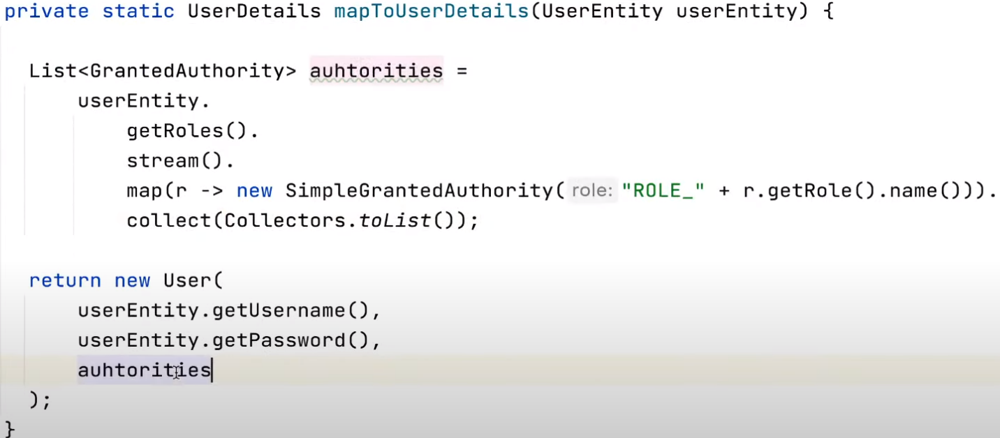 private static UserDetails mapToUserDetails(UserEntity userEntity) {
List<GrantedAuthority> auhtorities =
userEntity.
getRoles().
stream().
map(r -> new SimpleGrantedAuthority( role: "ROLE_" + r.getRole().name())).
collect(Collectors.toList());
return new User(
userEntity.getUsername(),
userEntity.getPassword(),
auhtorities
);
}